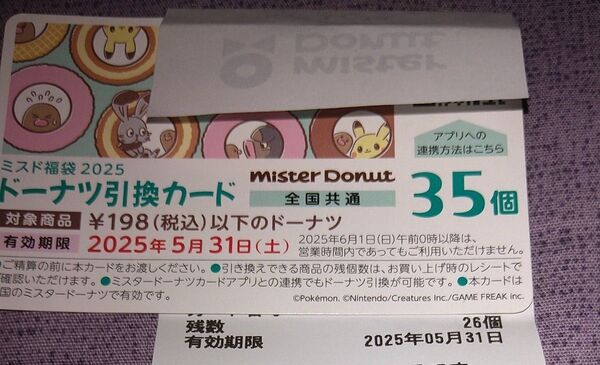 アプリへの
連携方法はこちら
ミスド福袋2025
mister Donut
ドーナツ引換カード
全国共通
35個
対象商品 ¥198(税込)以下のドーナツ
有効期限 2025年5月31日(土)
2025年6月1日(日)午前0時以降は、
営業時間内であってもご利用いただけません。
●ご精算の前に本カードをお渡しください。 ●引き換えできる商品の残個数は、お買い上げ時のレシートで
確認いただけます。 ●ミスタードーナツカードアプリとの連携でもドーナツ引換が可能です。 ●本カードは
国のミスタードーナツで有効です。
©Pokémon. ©Nintendo/Creatures Inc./GAME FREAK inc.
残数 26個
有効期限 2025年05月31日